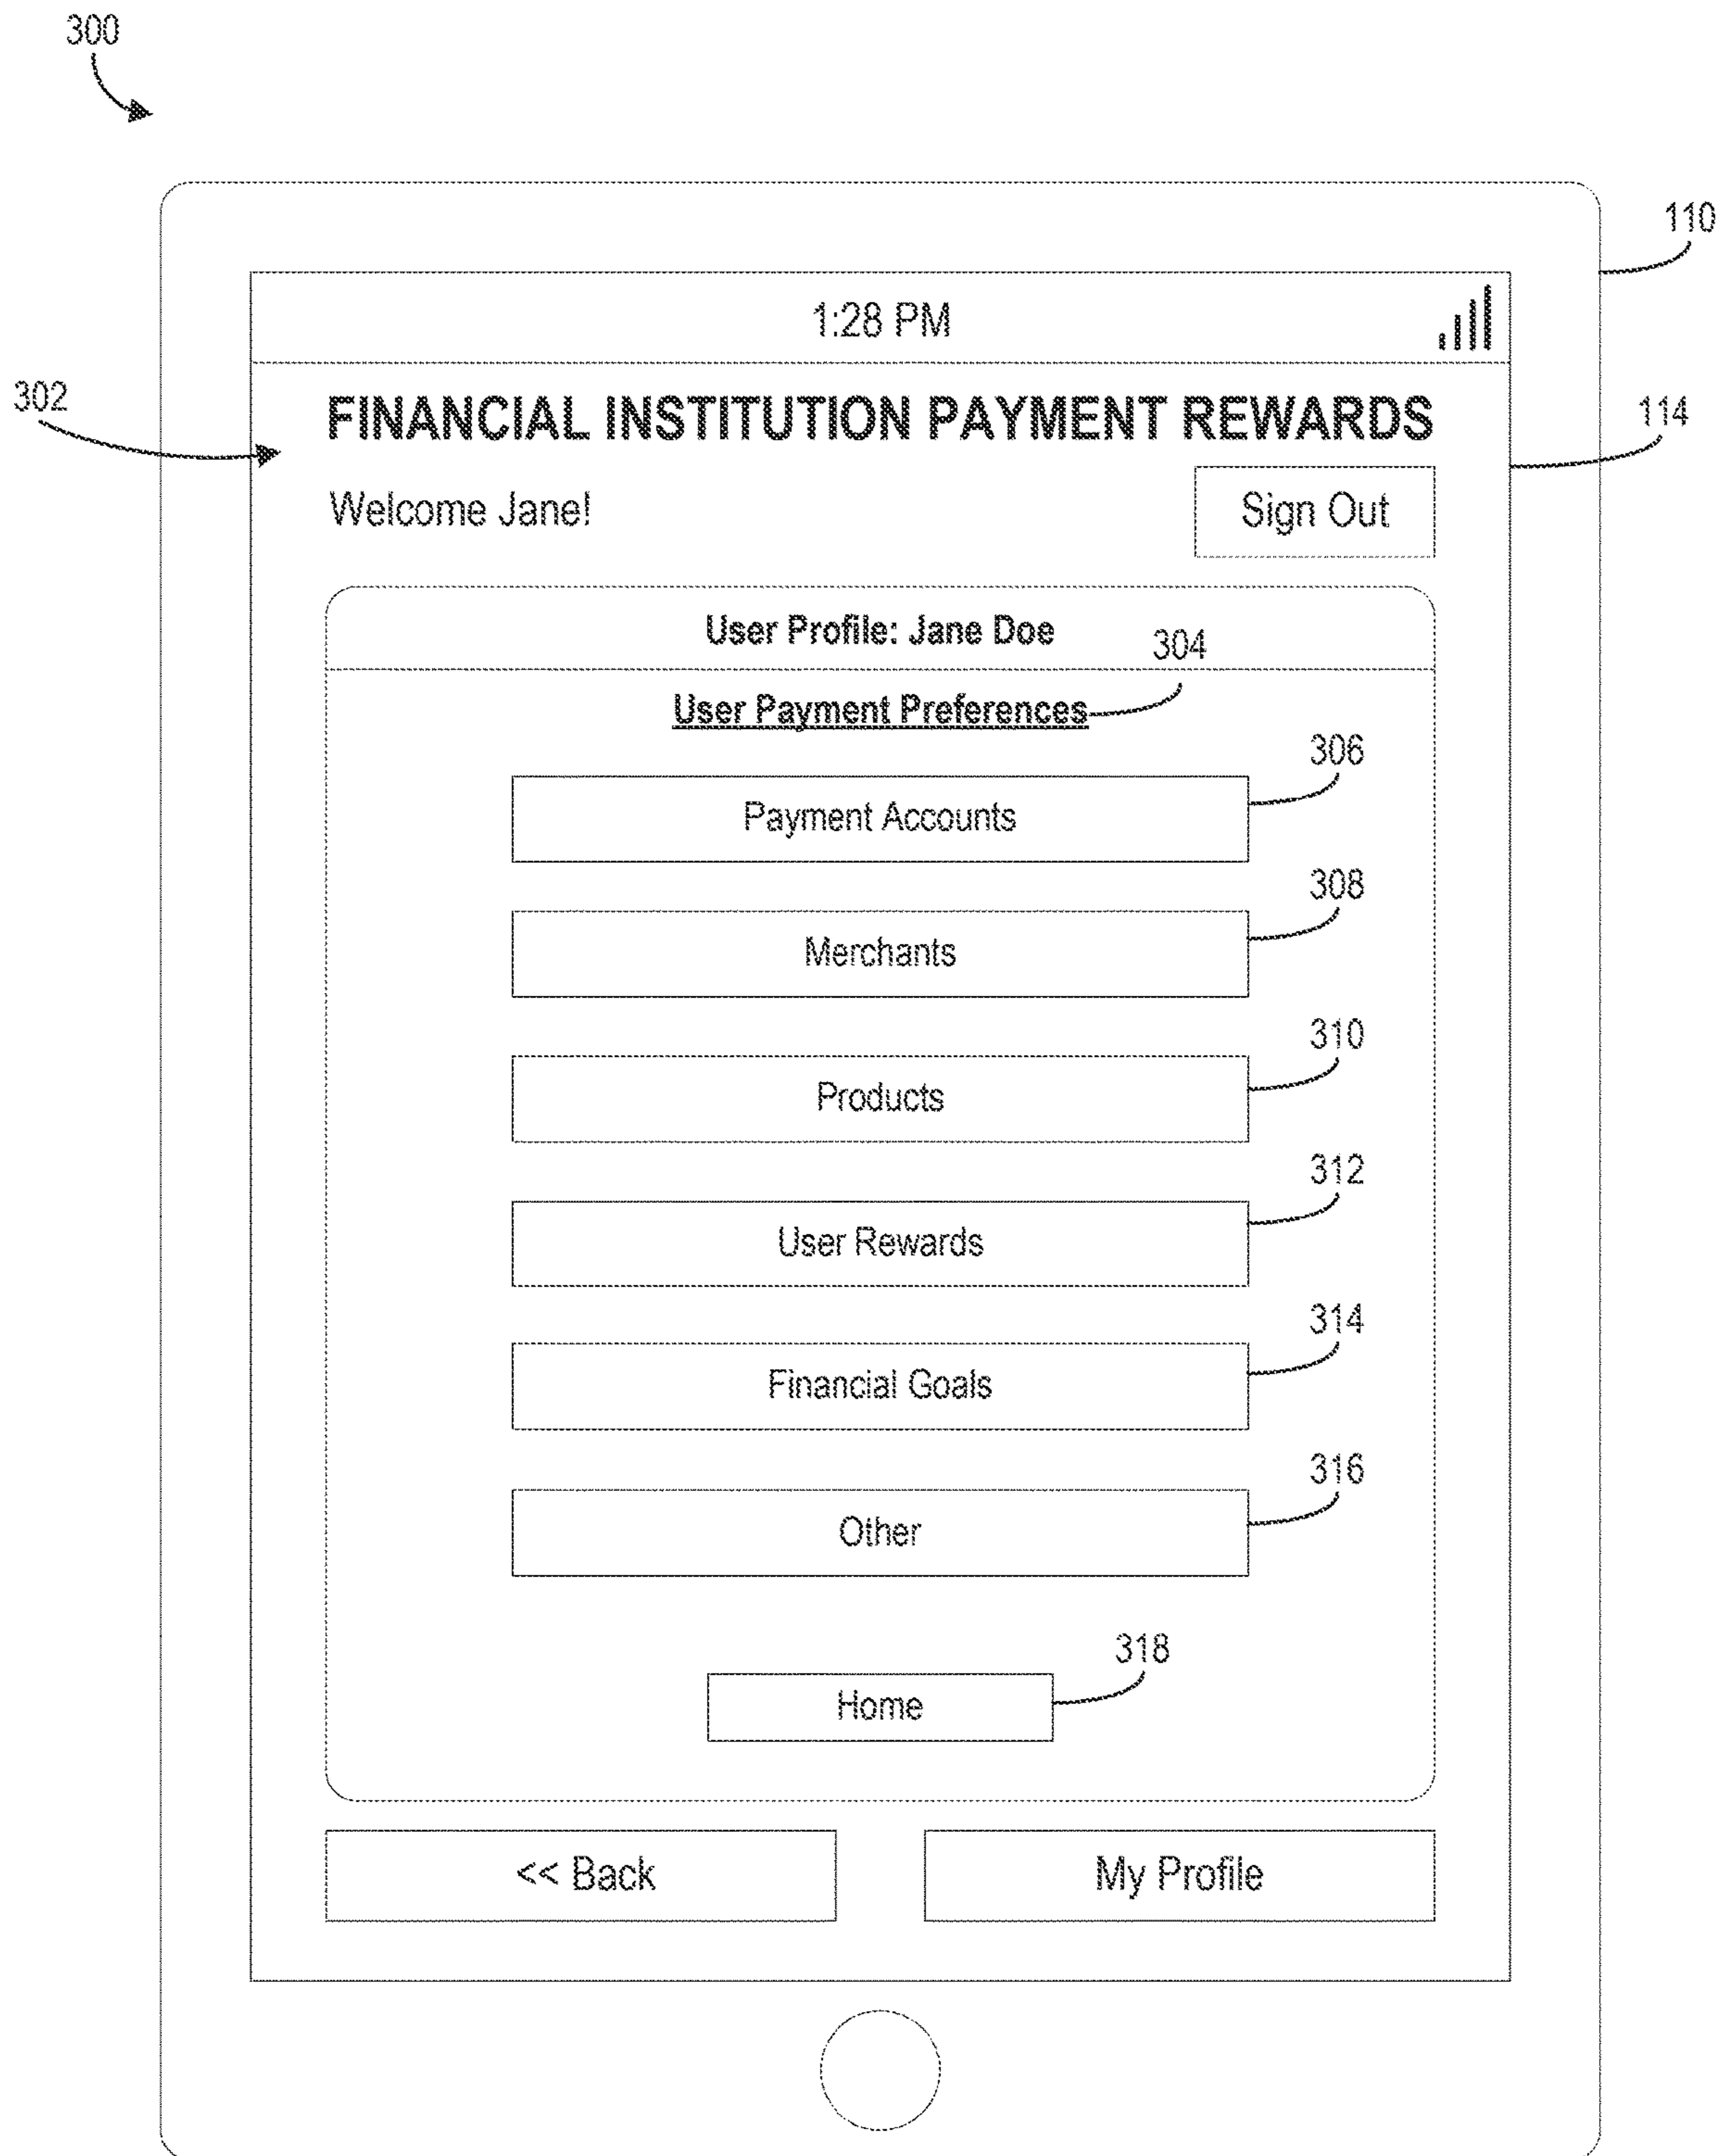 300
110
1:28 PM
302
FINANCIAL INSTITUTION PAYMENT REWARDS
114
Welcome Jane!
Sign Out
User Profile: Jane Doe
304
User Payment Preferences
306
Payment Accounts
308
Merchants
310
Products
312
User Rewards
314
Financial Goals
316
Other
318
Home
<< Back
My Profile